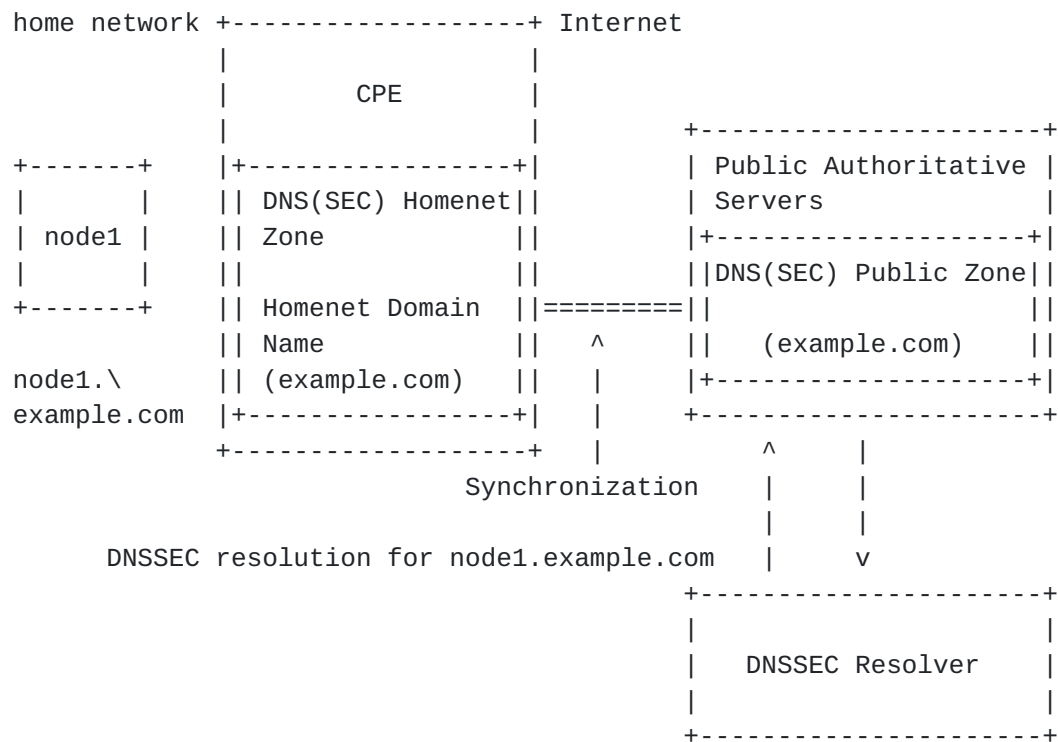 home network +-------------------+ Internet
             |                   |
             |        CPE        |
             |                   |         +----------------------+
+-------+    |+-----------------+|         | Public Authoritative |
|       |    || DNS(SEC) Homenet||         | Servers              |
| node1 |    || Zone            ||         |+--------------------+|
|       |    ||                 ||         ||DNS(SEC) Public Zone||
+-------+    || Homenet Domain  ||=========||                    ||
             || Name            ||    ^    ||   (example.com)    ||
node1.\      || (example.com)   ||    |    |+--------------------+|
example.com  |+-----------------+|    |    +----------------------+
             +-------------------+    |          ^     |
                             Synchronization    |     |
                                                |     |
      DNSSEC resolution for node1.example.com   |     v
                                           +----------------------+
                                           |                      |
                                           |   DNSSEC Resolver    |
                                           |                      |
                                           +----------------------+